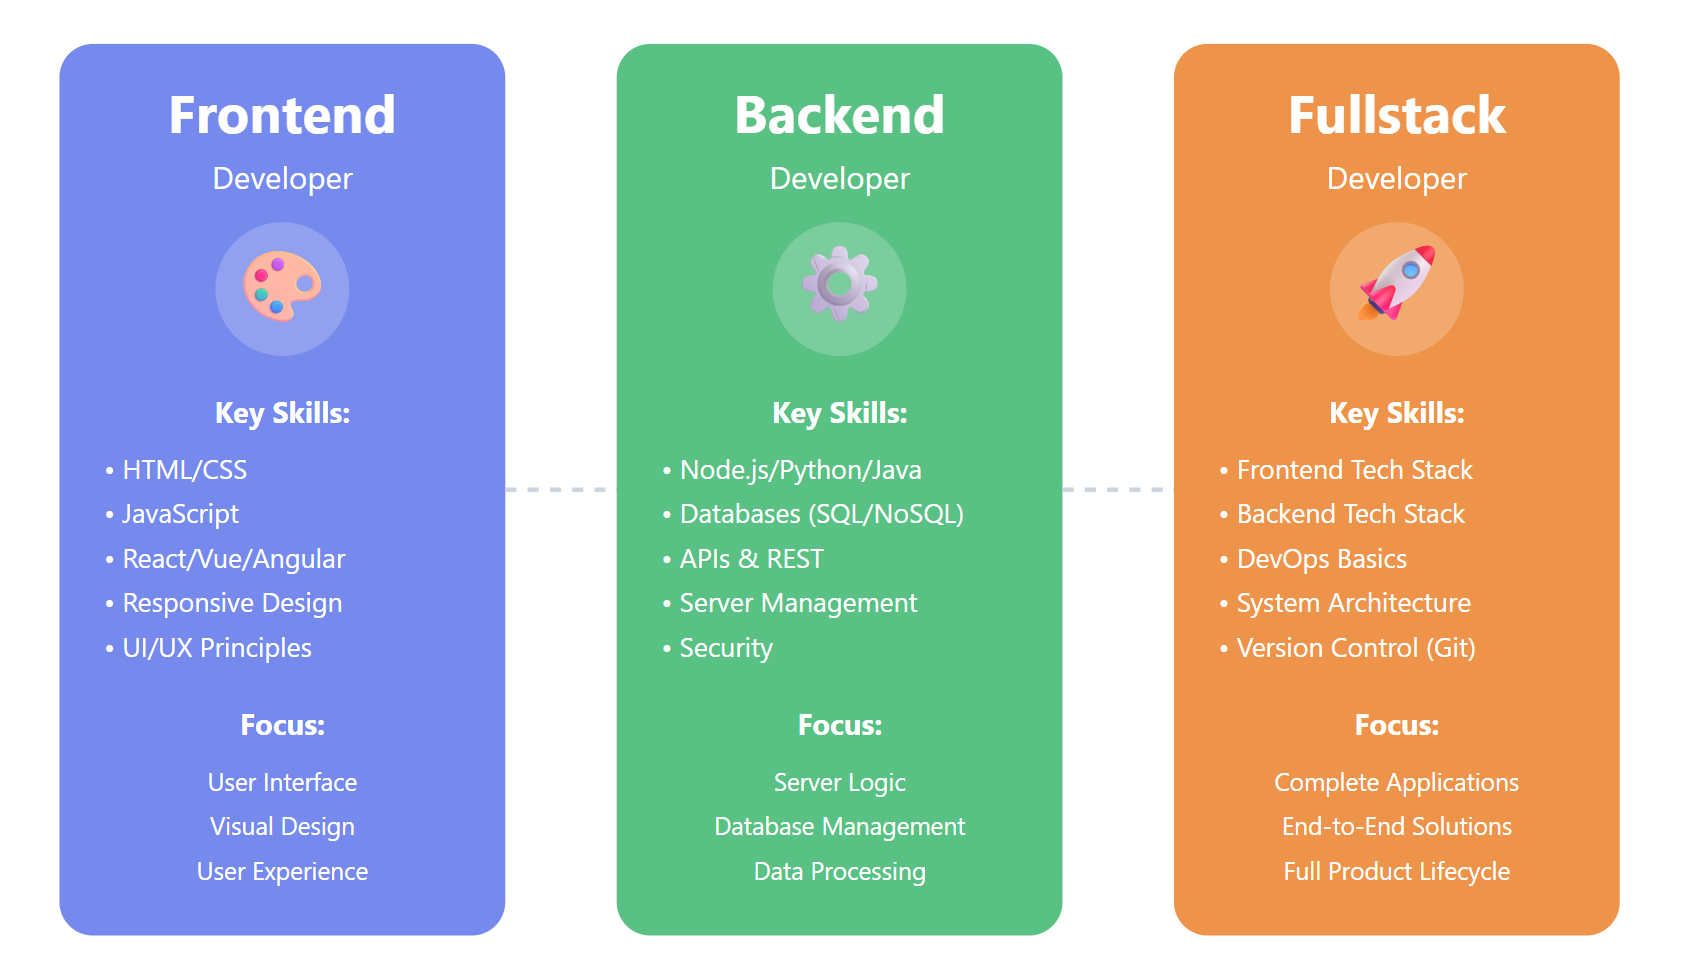 Frontend
Developer
Key Skills:
• HTML/CSS
• JavaScript
• React/Vue/Angular
• Responsive Design
• UI/UX Principles
Focus:
User Interface
Visual Design
User Experience
Backend
Developer
Key Skills:
• Node.js/Python/Java
• Databases (SQL/NoSQL)
• APIs & REST
• Server Management
• Security
Focus:
Server Logic
Database Management
Data Processing
Fullstack
Developer
Key Skills:
• Frontend Tech Stack
• Backend Tech Stack
• DevOps Basics
• System Architecture
• Version Control (Git)
Focus:
Complete Applications
End-to-End Solutions
Full Product Lifecycle